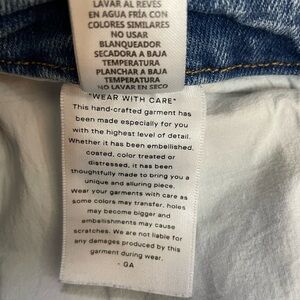 LAVAR AL REVES
EN AGUA FRÍA CON
COLORES SIMILARES
NO USAR
BLANQUEADOR
SECADORA A BAJA
TEMPERATURA
PLANCHAR A BAJA
TEMPERATURA
NO LAVAR EN SECO
"WEAR WITH CARE"
This hand-crafted garment has
been made especially for you
with the highest level of detail.
Whether it has been embellished,
coated, color treated or
distressed, it has been
thoughtfully made to bring you a
unique and alluring piece.
Wear your garments with care as
some colors may transfer, holes
may become bigger and
embellishments may cause
scratches. We are not liable for
any damages produced by this
garment during wear.
- GA